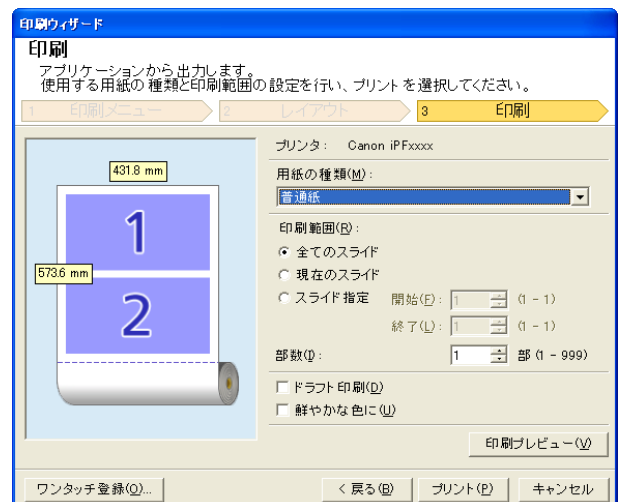 印刷ウィザード
印刷
アプリケーションから出力します。
使用する用紙の種類と印刷範囲の設定を行い、プリントを選択してください。
1 印刷メニュー 2 レイアウト 3 印刷
プリンタ： Canon iPFxxxx
431.8 mm
用紙の種類(M)：
普通紙
1
印刷範囲(R)：
全てのスライド
573.6 mm
現在のスライド
2
スライド指定 開始(F)： 1 (1 - 1)
終了(L)： 1 (1 - 1)
部数(I)： 1 部 (1 - 999)
ドラフト印刷(D)
鮮やかな色に(U)
印刷プレビュー(V)
ワンタッチ登録(O)... < 戻る(B) プリント(P) キャンセル